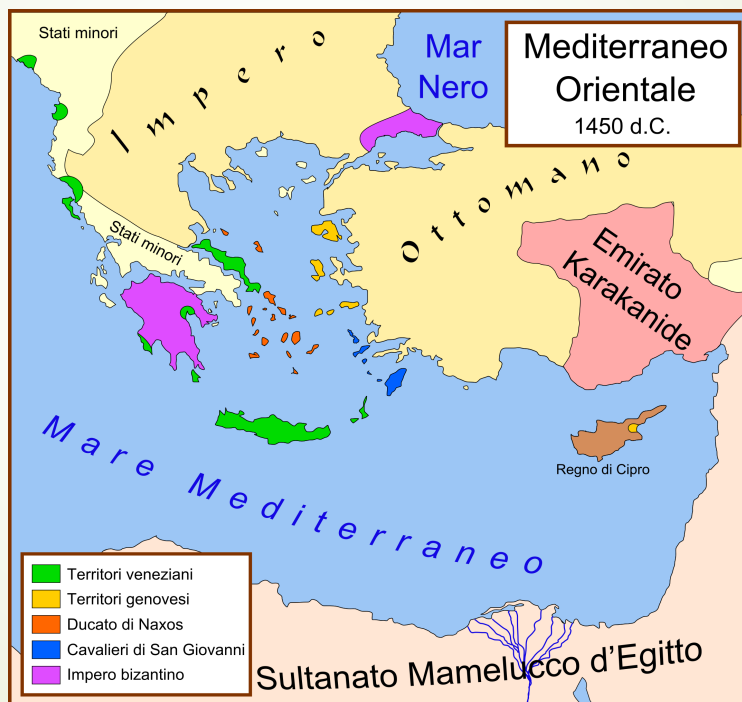 Stati minori
Impero
Mar
Nero
Mediterraneo
Orientale
1450 d.C.
Ottomano
Stati minori
Emirato
Karakanide
Regno di Cipro
Mare Mediterraneo
Territori veneziani
Territori genovesi
Ducato di Naxos
Cavalieri di San Giovanni
Impero bizantino
Sultanato Mamelucco d'Egitto